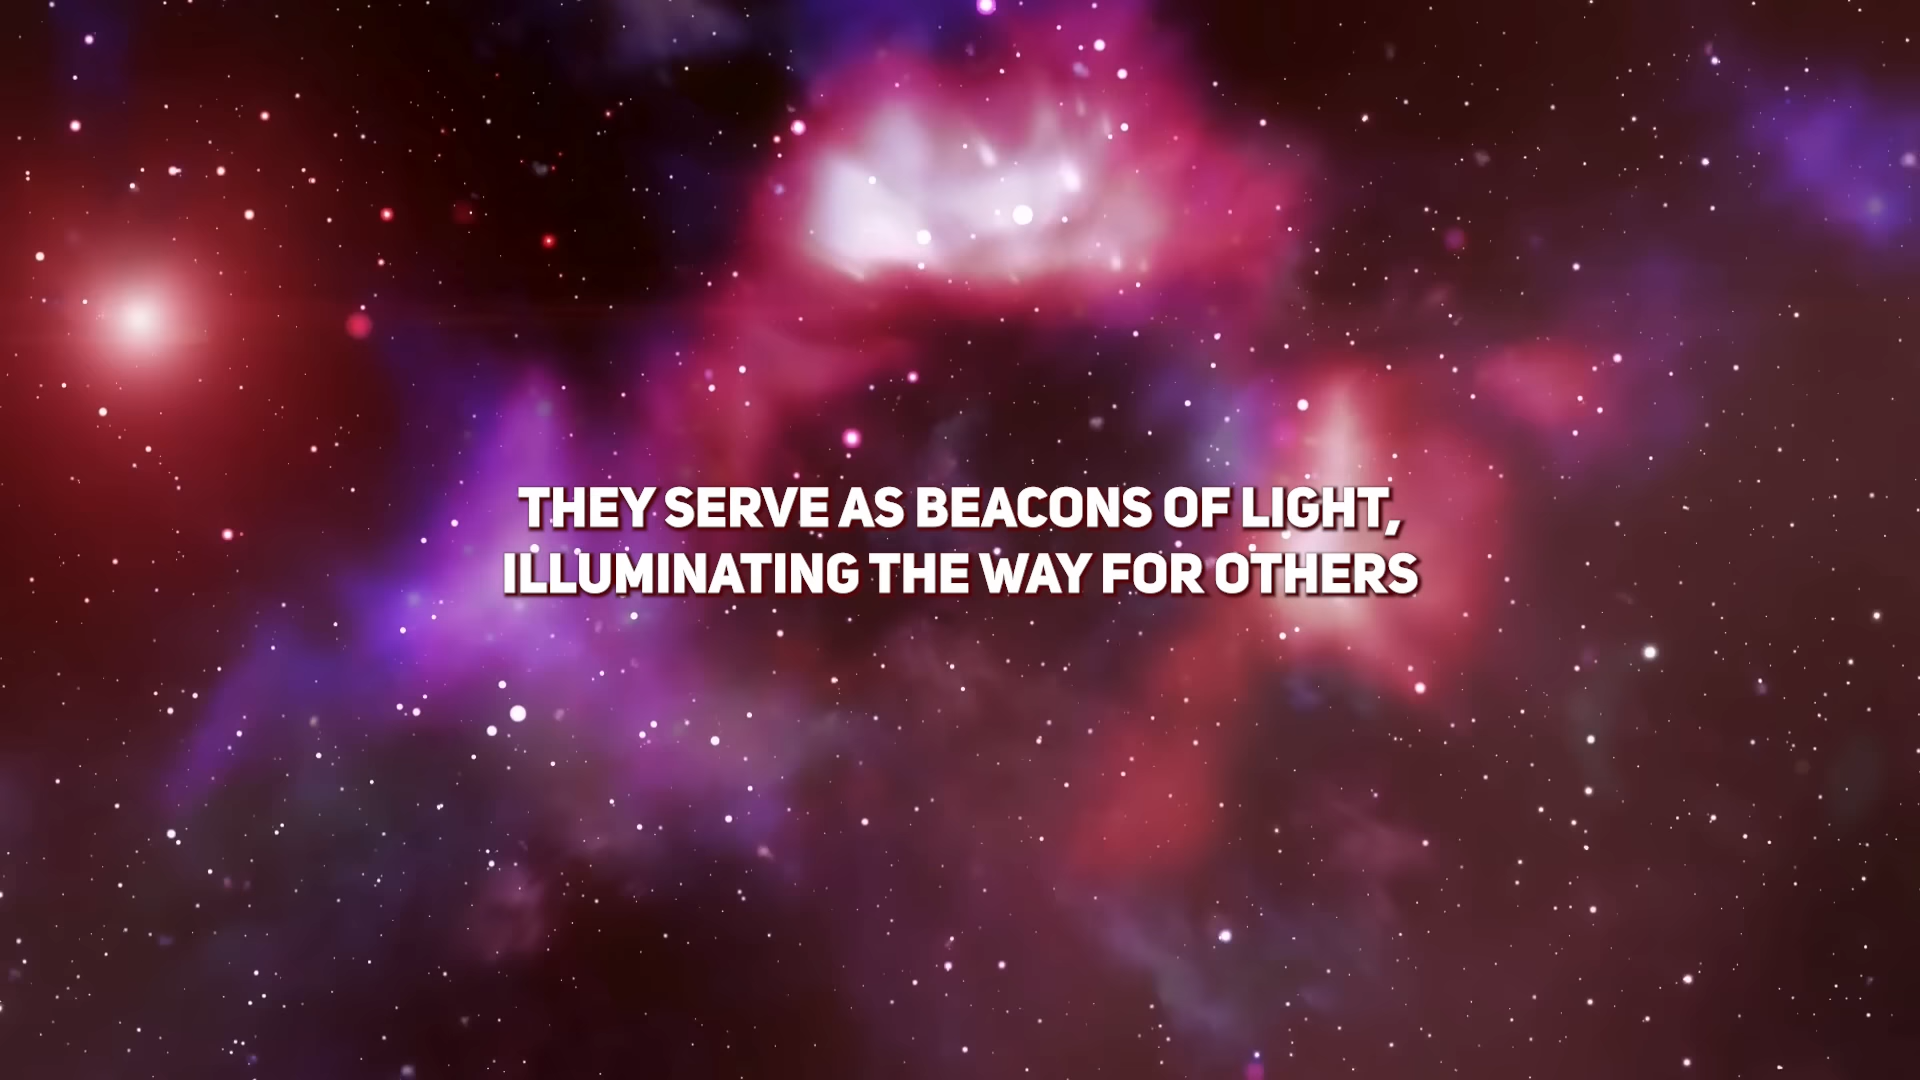 THEY SERVE AS BEACONS OF LIGHT,
ILLUMINATING THE WAY FOR OTHERS